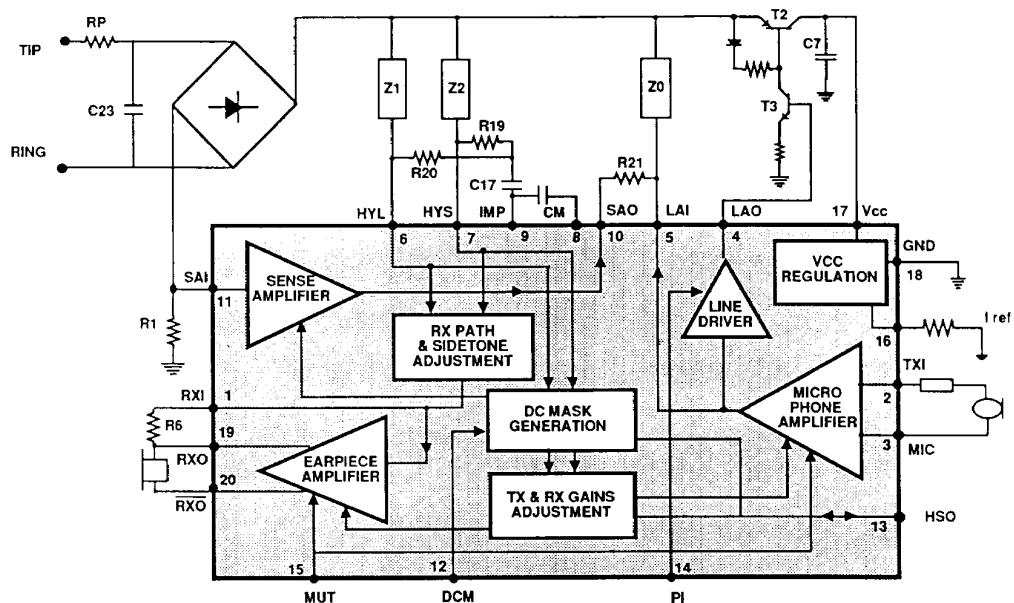 RP
T2
TIP
C7
C23
Z1
Z2
Z0
T3
R19
RING
R20
R21
C17
HYL
HYS
IMP
CM
SAO
LAI
LAO
17
Vcc
6
7
9
8
10
5
4
GND
VCC
REGULATION
18
SAI
SENSE
AMPLIFIER
LINE
DRIVER
11
I ref
RX PATH
& SIDETONE
ADJUSTMENT
R1
16
TXI
RXI
1
MICRO
PHONE
AMPLIFIER
DC MASK
GENERATION
2
R6
19
RXO
EARPIECE
AMPLIFIER
3
MIC
20
RXO
TX & RX GAINS
ADJUSTMENT
HSO
13
15
12
14
MUT
DCM
PI